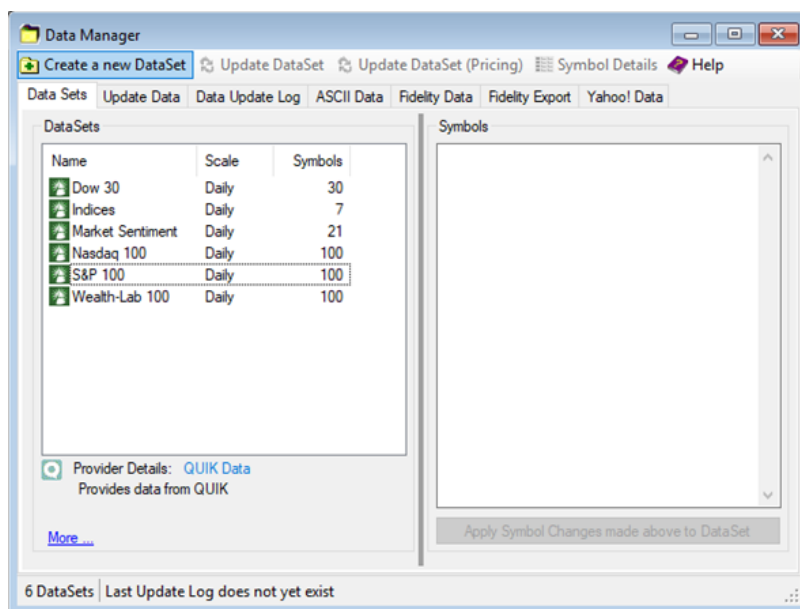 Data Manager
Create a new DataSet Update DataSet Update DataSet (Pricing) Symbol Details Help
Data Sets Update Data Data Update Log ASCII Data Fidelity Data Fidelity Export Yahoo! Data
DataSets Symbols
Name Scale Symbols
Dow 30 Daily 30
Indices Daily 7
Market Sentiment Daily 21
Nasdaq 100 Daily 100
S&P 100 Daily 100
Wealth-Lab 100 Daily 100
Provider Details: QUIK Data
Provides data from QUIK
More ...
Apply Symbol Changes made above to DataSet
6 DataSets Last Update Log does not yet exist